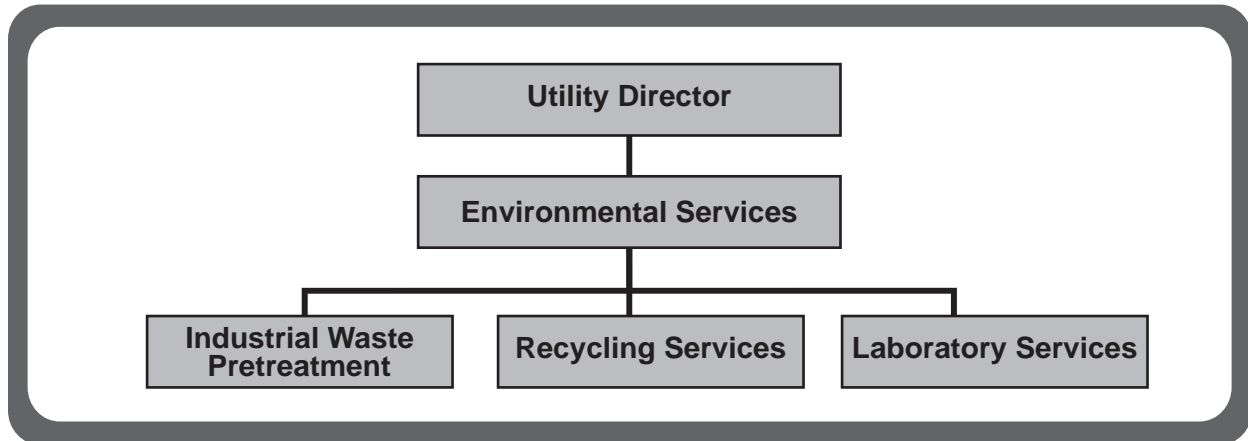 Utility Director
Environmental Services
Industrial Waste
Pretreatment
Recycling Services
Laboratory Services